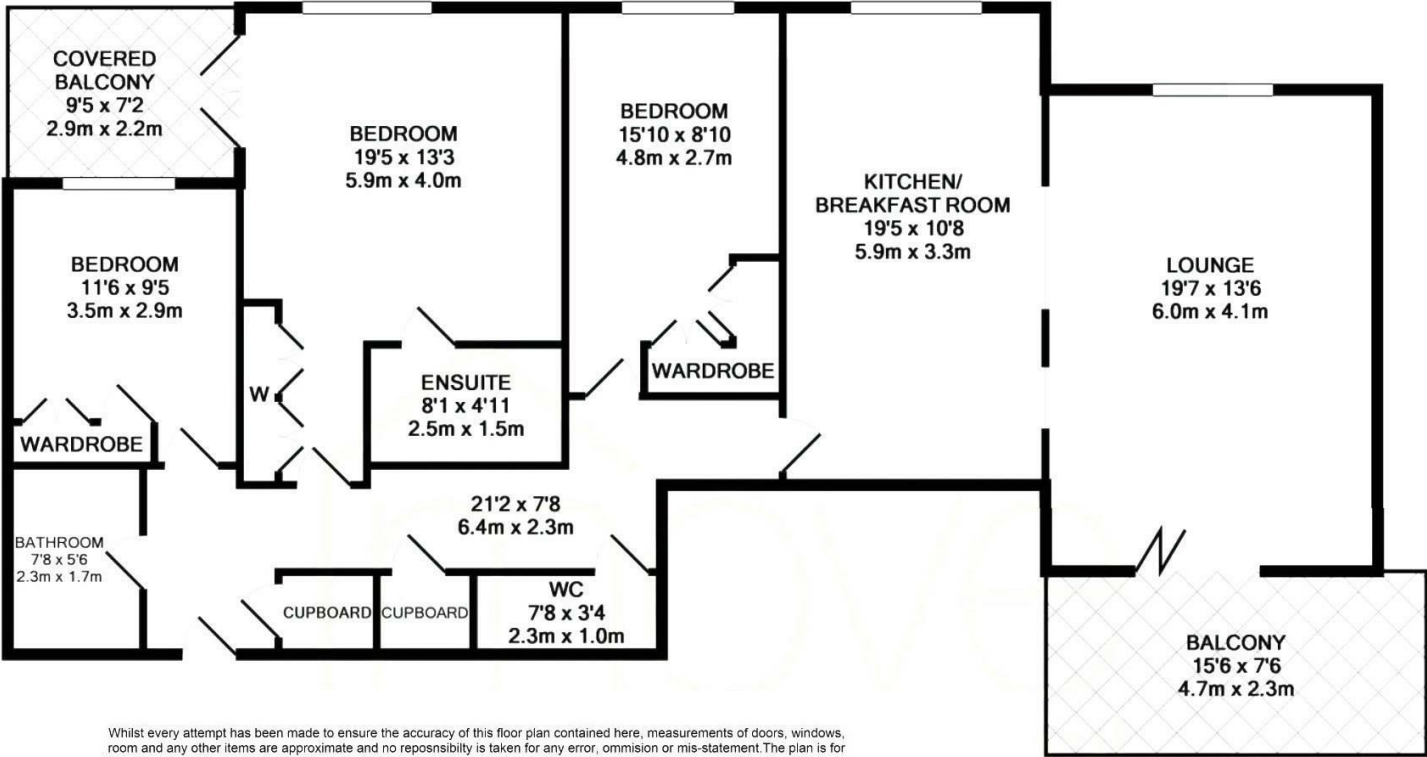 COVERED
BALCONY
9'5 x 7'2
2.9m x 2.2m
BEDROOM
19'5 x 13'3
5.9m x 4.0m
BEDROOM
15'10 x 8'10
4.8m x 2.7m
KITCHEN/
BREAKFAST ROOM
19'5 x 10'8
5.9m x 3.3m
LOUNGE
19'7 x 13'6
6.0m x 4.1m
BEDROOM
11'6 x 9'5
3.5m x 2.9m
W
WARDROBE
ENSUITE
8'1 x 4'11
2.5m x 1.5m
WARDROBE
21'2 x 7'8
6.4m x 2.3m
BATHROOM
7'8 x 5'6
2.3m x 1.7m
CUPBOARD
CUPBOARD
WC
7'8 x 3'4
2.3m x 1.0m
BALCONY
15'6 x 7'6
4.7m x 2.3m
Whilst every attempt has been made to ensure the accuracy of this floor plan contained here, measurements of doors, windows,
room and any other items are approximate and no reposnsibilty is taken for any error, ommision or mis-statement.The plan is for